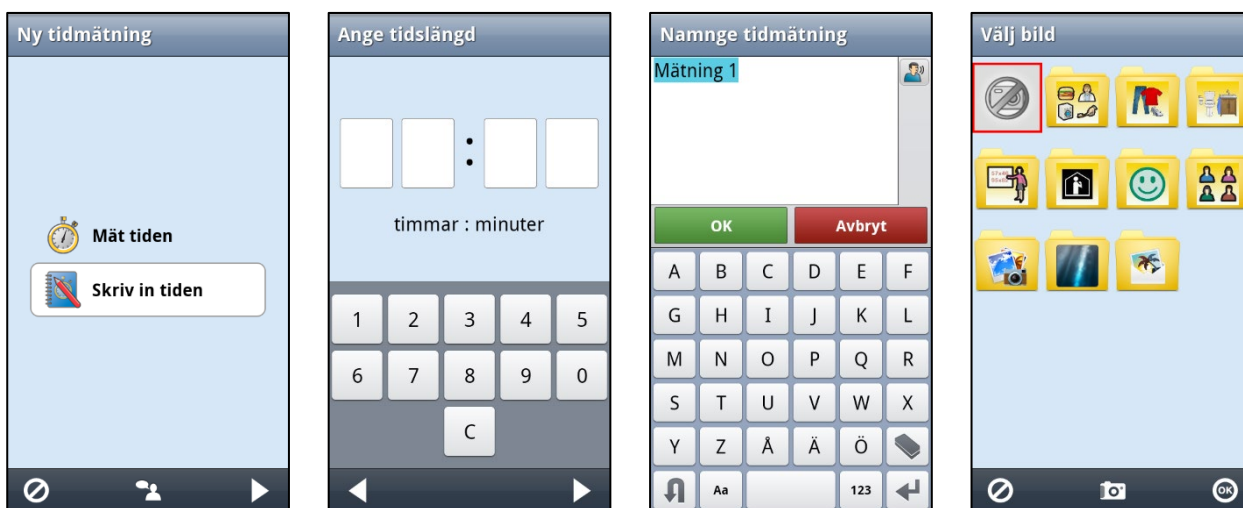 Ny tidmätning
Mät tiden
Skriv in tiden
Ange tidslängd
:
timmar : minuter
1 2 3 4 5
6 7 8 9 0
C
Namnge tidmätning
Mätning 1
OK Avbryt
A B C D E F
G H I J K L
M N O P Q R
S T U V W X
Y Z Å Ä Ö
Aa 123
Välj bild
OK